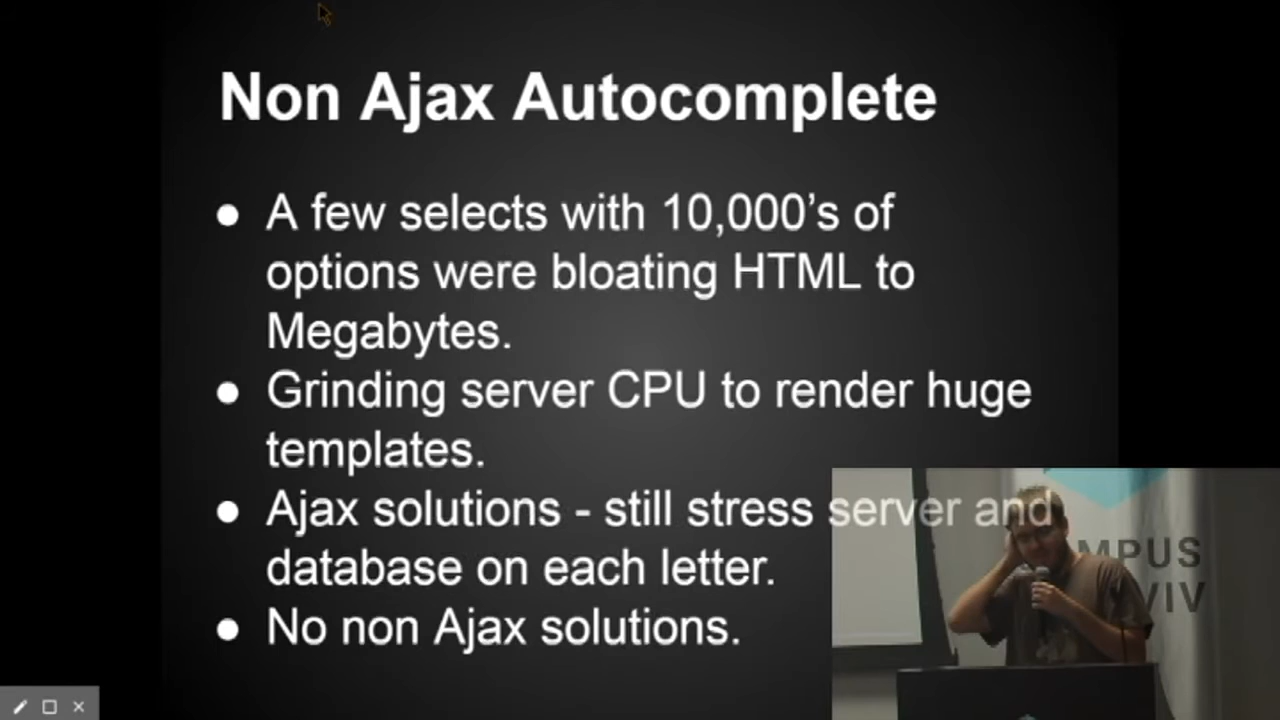 Non Ajax Autocomplete
● A few selects with 10,000’s of
options were bloating HTML to
Megabytes.
● Grinding server CPU to render huge
templates.
● Ajax solutions - still stress server and
database on each letter.
● No non Ajax solutions.
MPUS
VIV